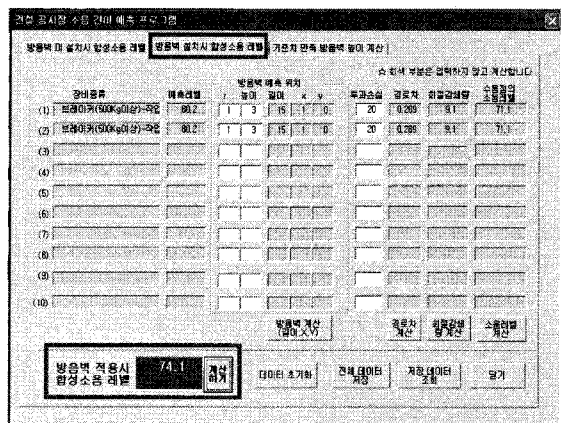 건설 공사장 소음 간이 예측 프로그램
방음벽 미 설치시 합성소음 레벨 방음벽 설치시 합성소음 레벨 기준치 만족 방음벽 높이 계산
☆ 회색 부분은 입력하지 않고 계산합니다
방음벽 예측 위치
장비종류 예측레벨 r 높이 길이 x y 투과손실 경로차 회절감쇠량 수음점의 소음레벨
(1) 브레이커(500Kg이상)-작업 80.2 1 3 15 1 0 20 0.289 9.1 71.1
(2) 브레이커(500Kg이상)-작업 80.2 1 3 15 1 0 20 0.289 9.1 71.1
(3)
(4)
(5)
(6)
(7)
(8)
(9)
(10)
방음벽 계산 (길이,X,Y) 경로차 계산 회절감쇠량 계산 소음레벨 계산
방음벽 적용시 합성소음 레벨 74.1 계산하기 데이터 초기화 전체 데이터 저장 저장 데이터 조회 닫기